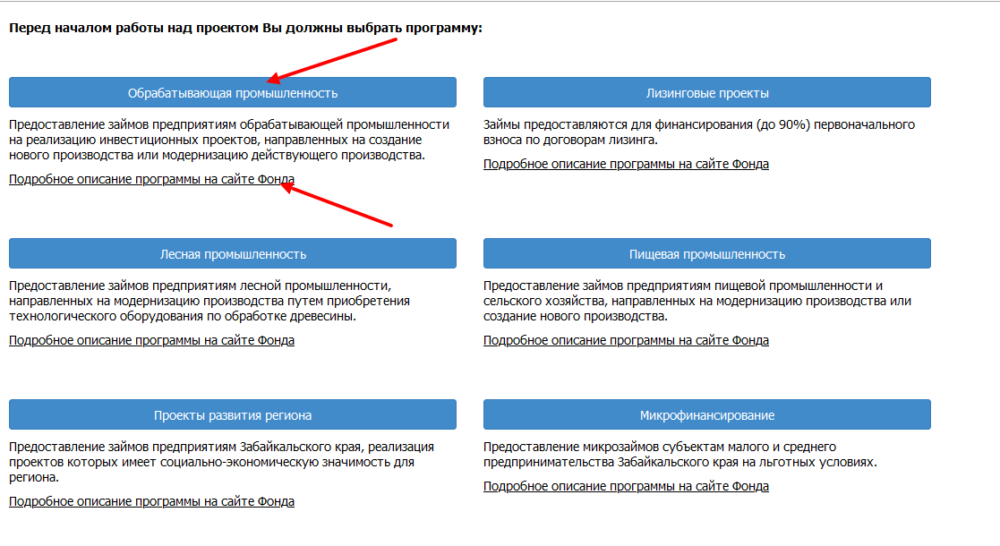 Перед началом работы над проектом Вы должны выбрать программу:
Обрабатывающая промышленность
Предоставление займов предприятиям обрабатывающей промышленности
на реализацию инвестиционных проектов, направленных на создание
нового производства или модернизацию действующего производства.
Подробное описание программы на сайте Фонда
Лизинговые проекты
Займы предоставляются для финансирования (до 90%) первоначального
взноса по договорам лизинга.
Подробное описание программы на сайте Фонда
Лесная промышленность
Предоставление займов предприятиям лесной промышленности,
направленных на модернизацию производства путем приобретения
технологического оборудования по обработке древесины.
Подробное описание программы на сайте Фонда
Пищевая промышленность
Предоставление займов предприятиям пищевой промышленности и
сельского хозяйства, направленных на модернизацию производства или
создание нового производства.
Подробное описание программы на сайте Фонда
Проекты развития региона
Предоставление займов предприятиям Забайкальского края, реализация
проектов которых имеет социально-экономическую значимость для
региона.
Подробное описание программы на сайте Фонда
Микрофинансирование
Предоставление микрозаймов субъектам малого и среднего
предпринимательства Забайкальского края на льготных условиях.
Подробное описание программы на сайте Фонда